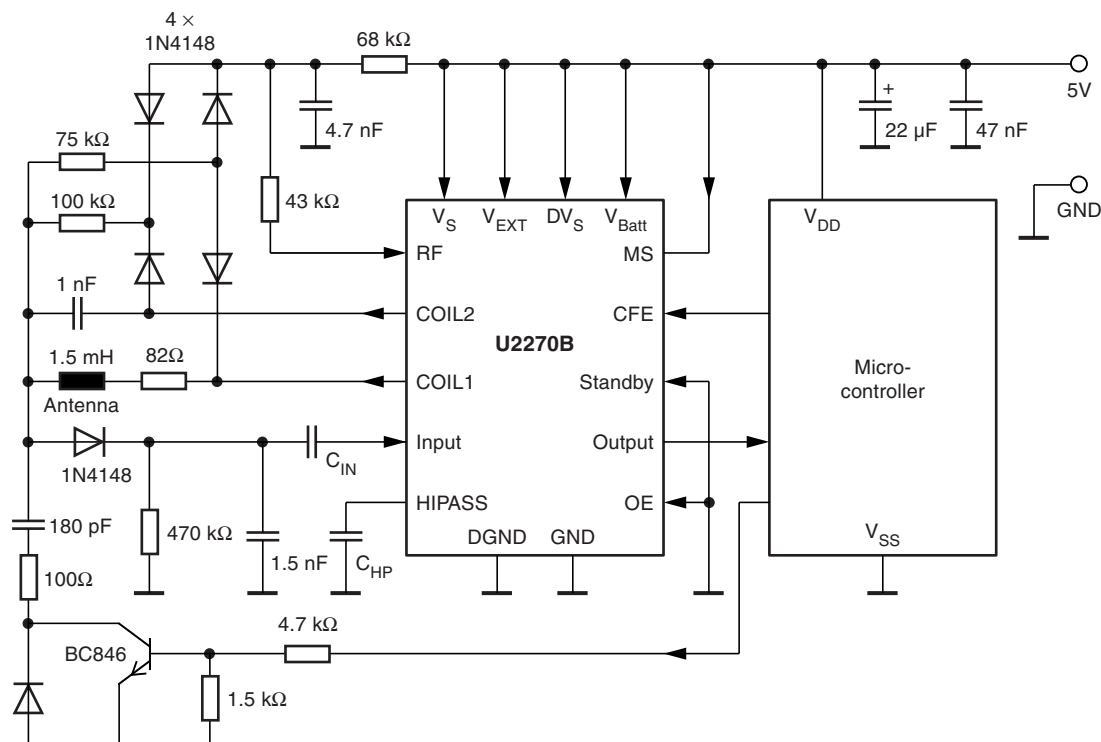 4 ×
1N4148
68 kΩ
+
5V
4.7 nF
22 µF
47 nF
75 kΩ
100 kΩ
43 kΩ
GND
V_S
V_EXT
DV_S
V_Batt
V_DD
RF
MS
1 nF
COIL2
CFE
U2270B
1.5 mH
82Ω
COIL1
Standby
Micro-
controller
Antenna
Input
Output
1N4148
C_IN
HIPASS
OE
180 pF
470 kΩ
DGND
GND
V_SS
1.5 nF
C_HP
100Ω
4.7 kΩ
BC846
1.5 kΩ